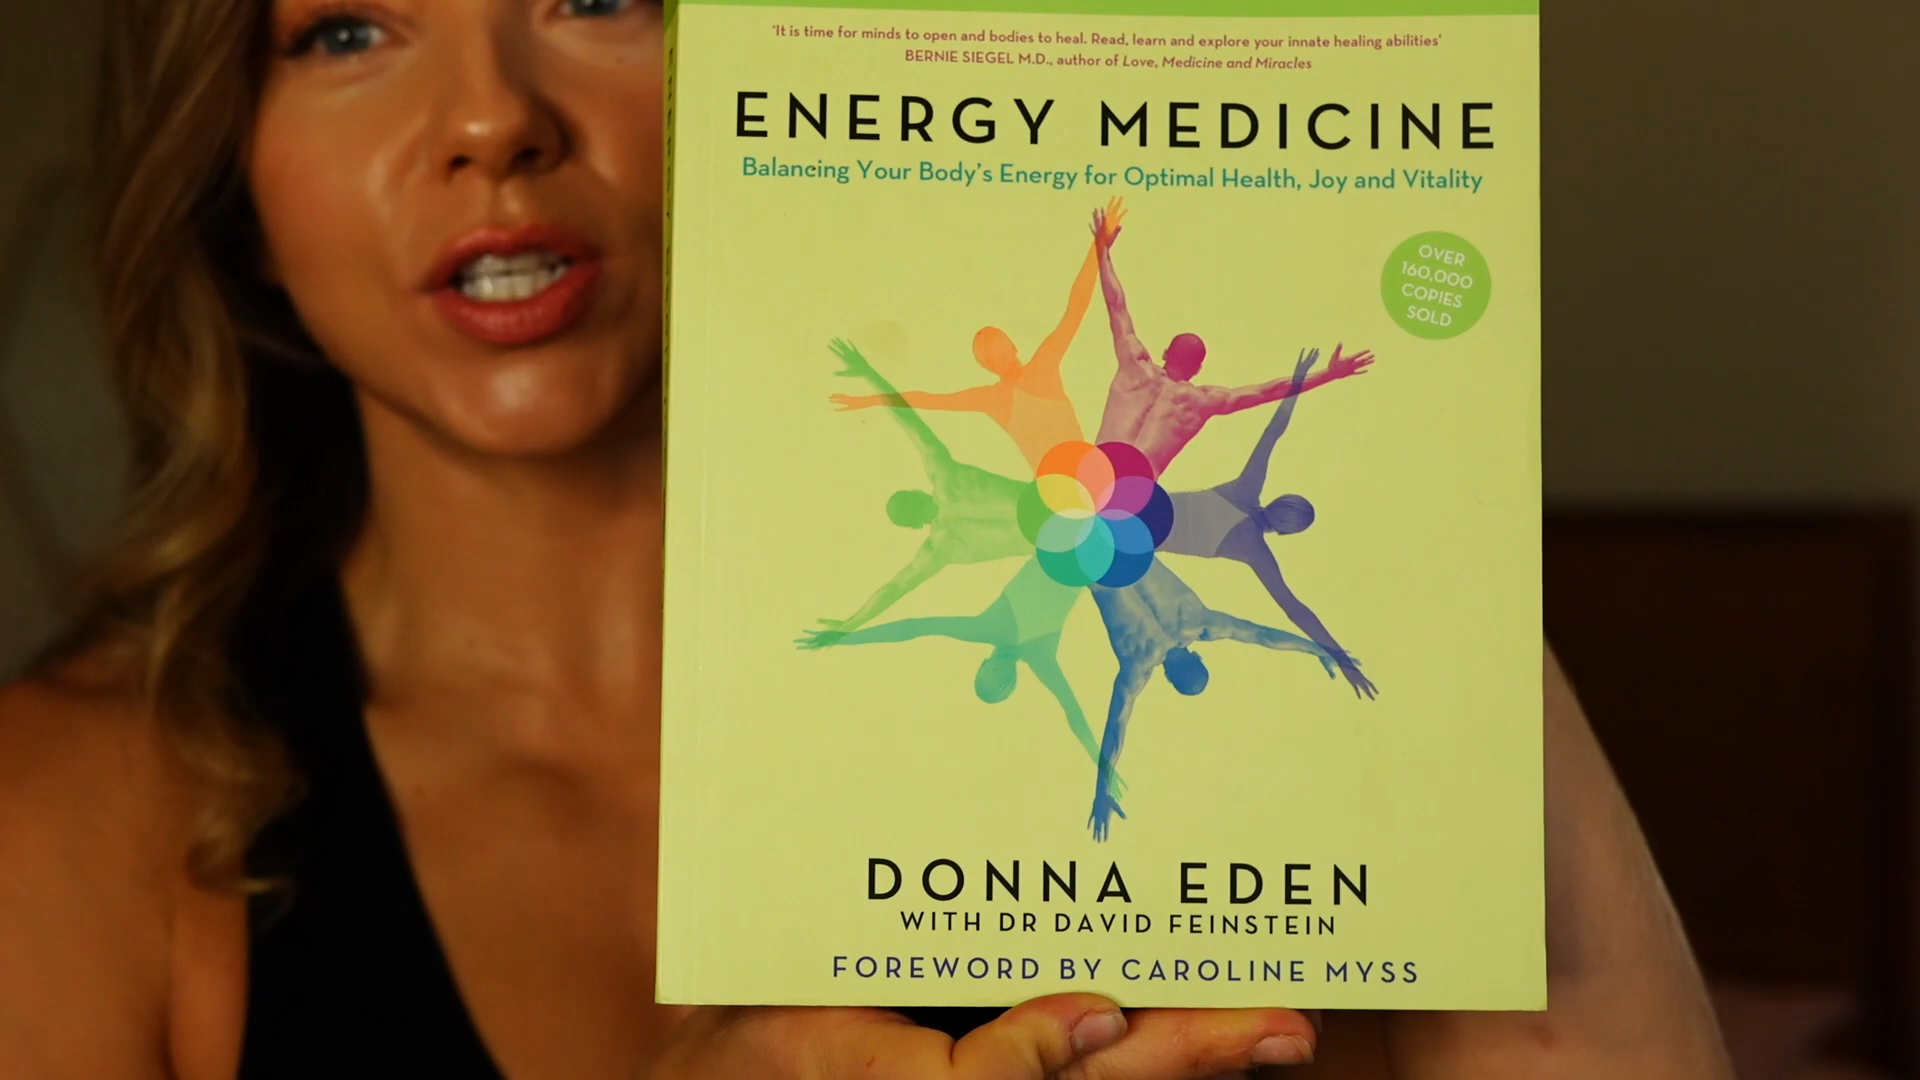 'It is time for minds to open and bodies to heal. Read, learn and explore your innate healing abilities'
BERNIE SIEGEL M.D., author of Love, Medicine and Miracles
ENERGY MEDICINE
Balancing Your Body's Energy for Optimal Health, Joy and Vitality
OVER
160,000
COPIES
SOLD
DONNA EDEN
WITH DR DAVID FEINSTEIN
FOREWORD BY CAROLINE MYSS